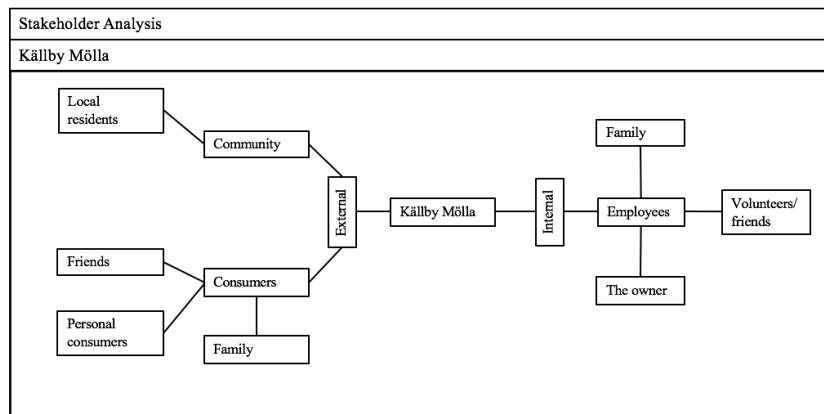 Stakeholder Analysis
Källby Mölla
Local
residents
Community
Friends
Consumers
Personal
consumers
Family
External
Källby Mölla
Internal
Family
Employees
Volunteers/
friends
The owner